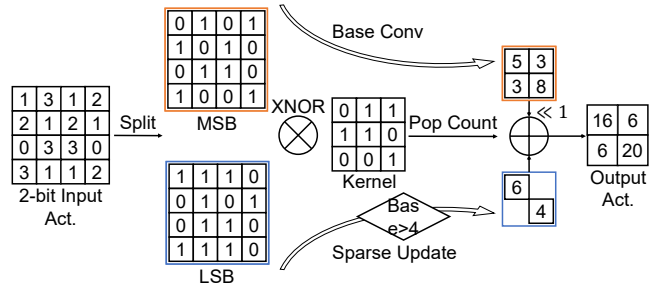 1 3 1 2
2 1 2 1
0 3 3 0
3 1 1 2
2-bit Input
Act.
Split
0 1 0 1
1 0 1 0
0 1 1 0
1 0 0 1
MSB
1 1 1 0
0 1 0 1
0 1 1 0
1 1 1 0
LSB
XNOR
0 1 1
1 1 0
0 0 1
Kernel
Base Conv
Pop Count
Bas
e>4
Sparse Update
5 3
3 8
≪ 1
6
4
16 6
6 20
Output
Act.